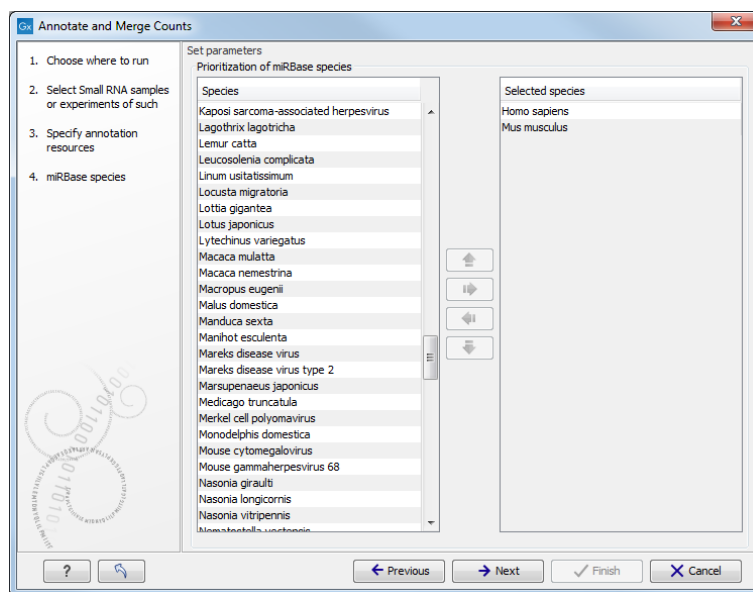 Gx Annotate and Merge Counts
1. Choose where to run
2. Select Small RNA samples
or experiments of such
3. Specify annotation
resources
4. miRBase species
Set parameters
Prioritization of miRBase species
Species
Kaposi sarcoma-associated herpesvirus
Lagothrix lagotricha
Lemur catta
Leucosolenia complicata
Linum usitatissimum
Locusta migratoria
Lottia gigantea
Lotus japonicus
Lytechinus variegatus
Macaca mulatta
Macaca nemestrina
Macropus eugenii
Malus domestica
Manduca sexta
Manihot esculenta
Mareks disease virus
Mareks disease virus type 2
Marsupenaeus japonicus
Medicago truncatula
Merkel cell polyomavirus
Monodelphis domestica
Mouse cytomegalovirus
Mouse gammaherpesvirus 68
Nasonia giraulti
Nasonia longicornis
Nasonia vitripennis
Nematostella vectensis
Selected species
Homo sapiens
Mus musculus
?
Previous
Next
Finish
Cancel